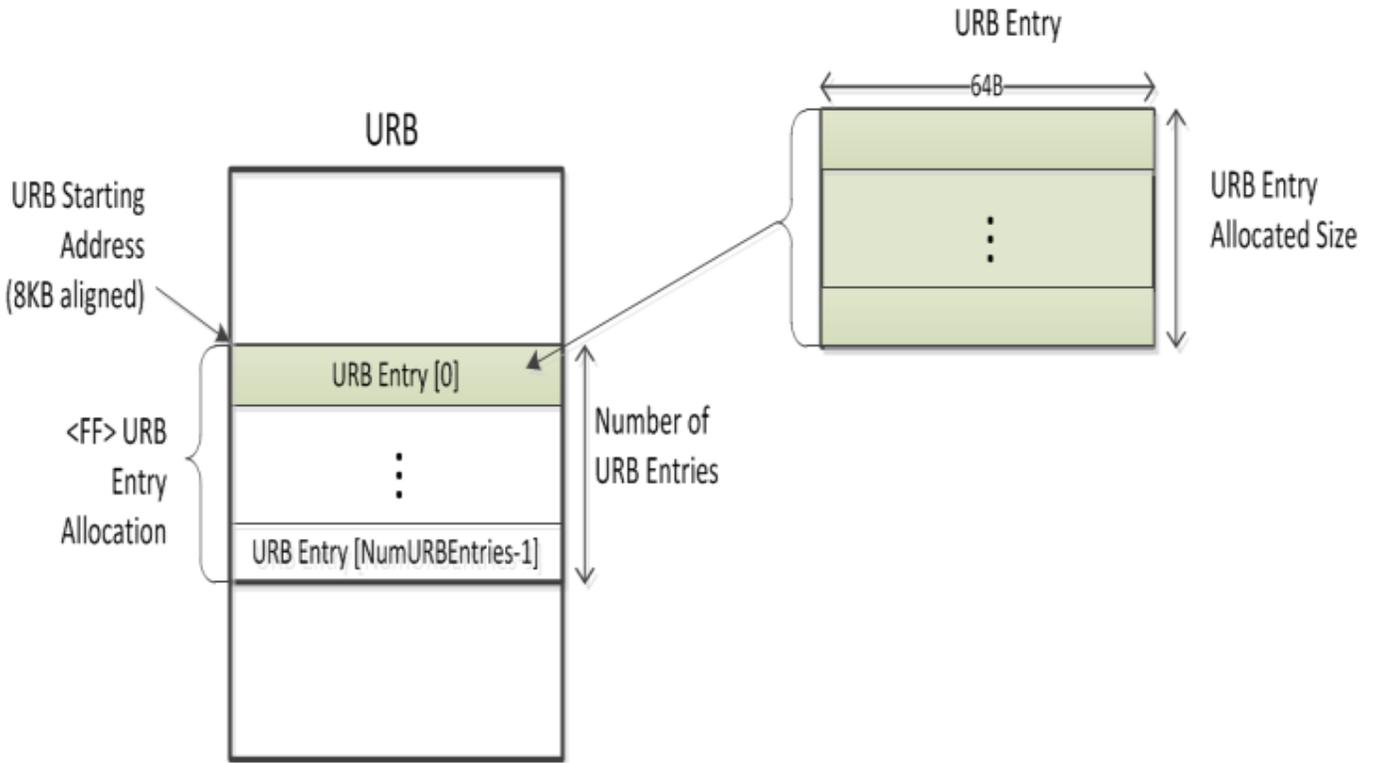 URB Entry
64B
URB
URB Starting
Address
(8KB aligned)
URB Entry
Allocated Size
URB Entry [0]
<FF> URB
Entry
Allocation
Number of
URB Entries
⋮
⋮
URB Entry [NumURBEntries-1]